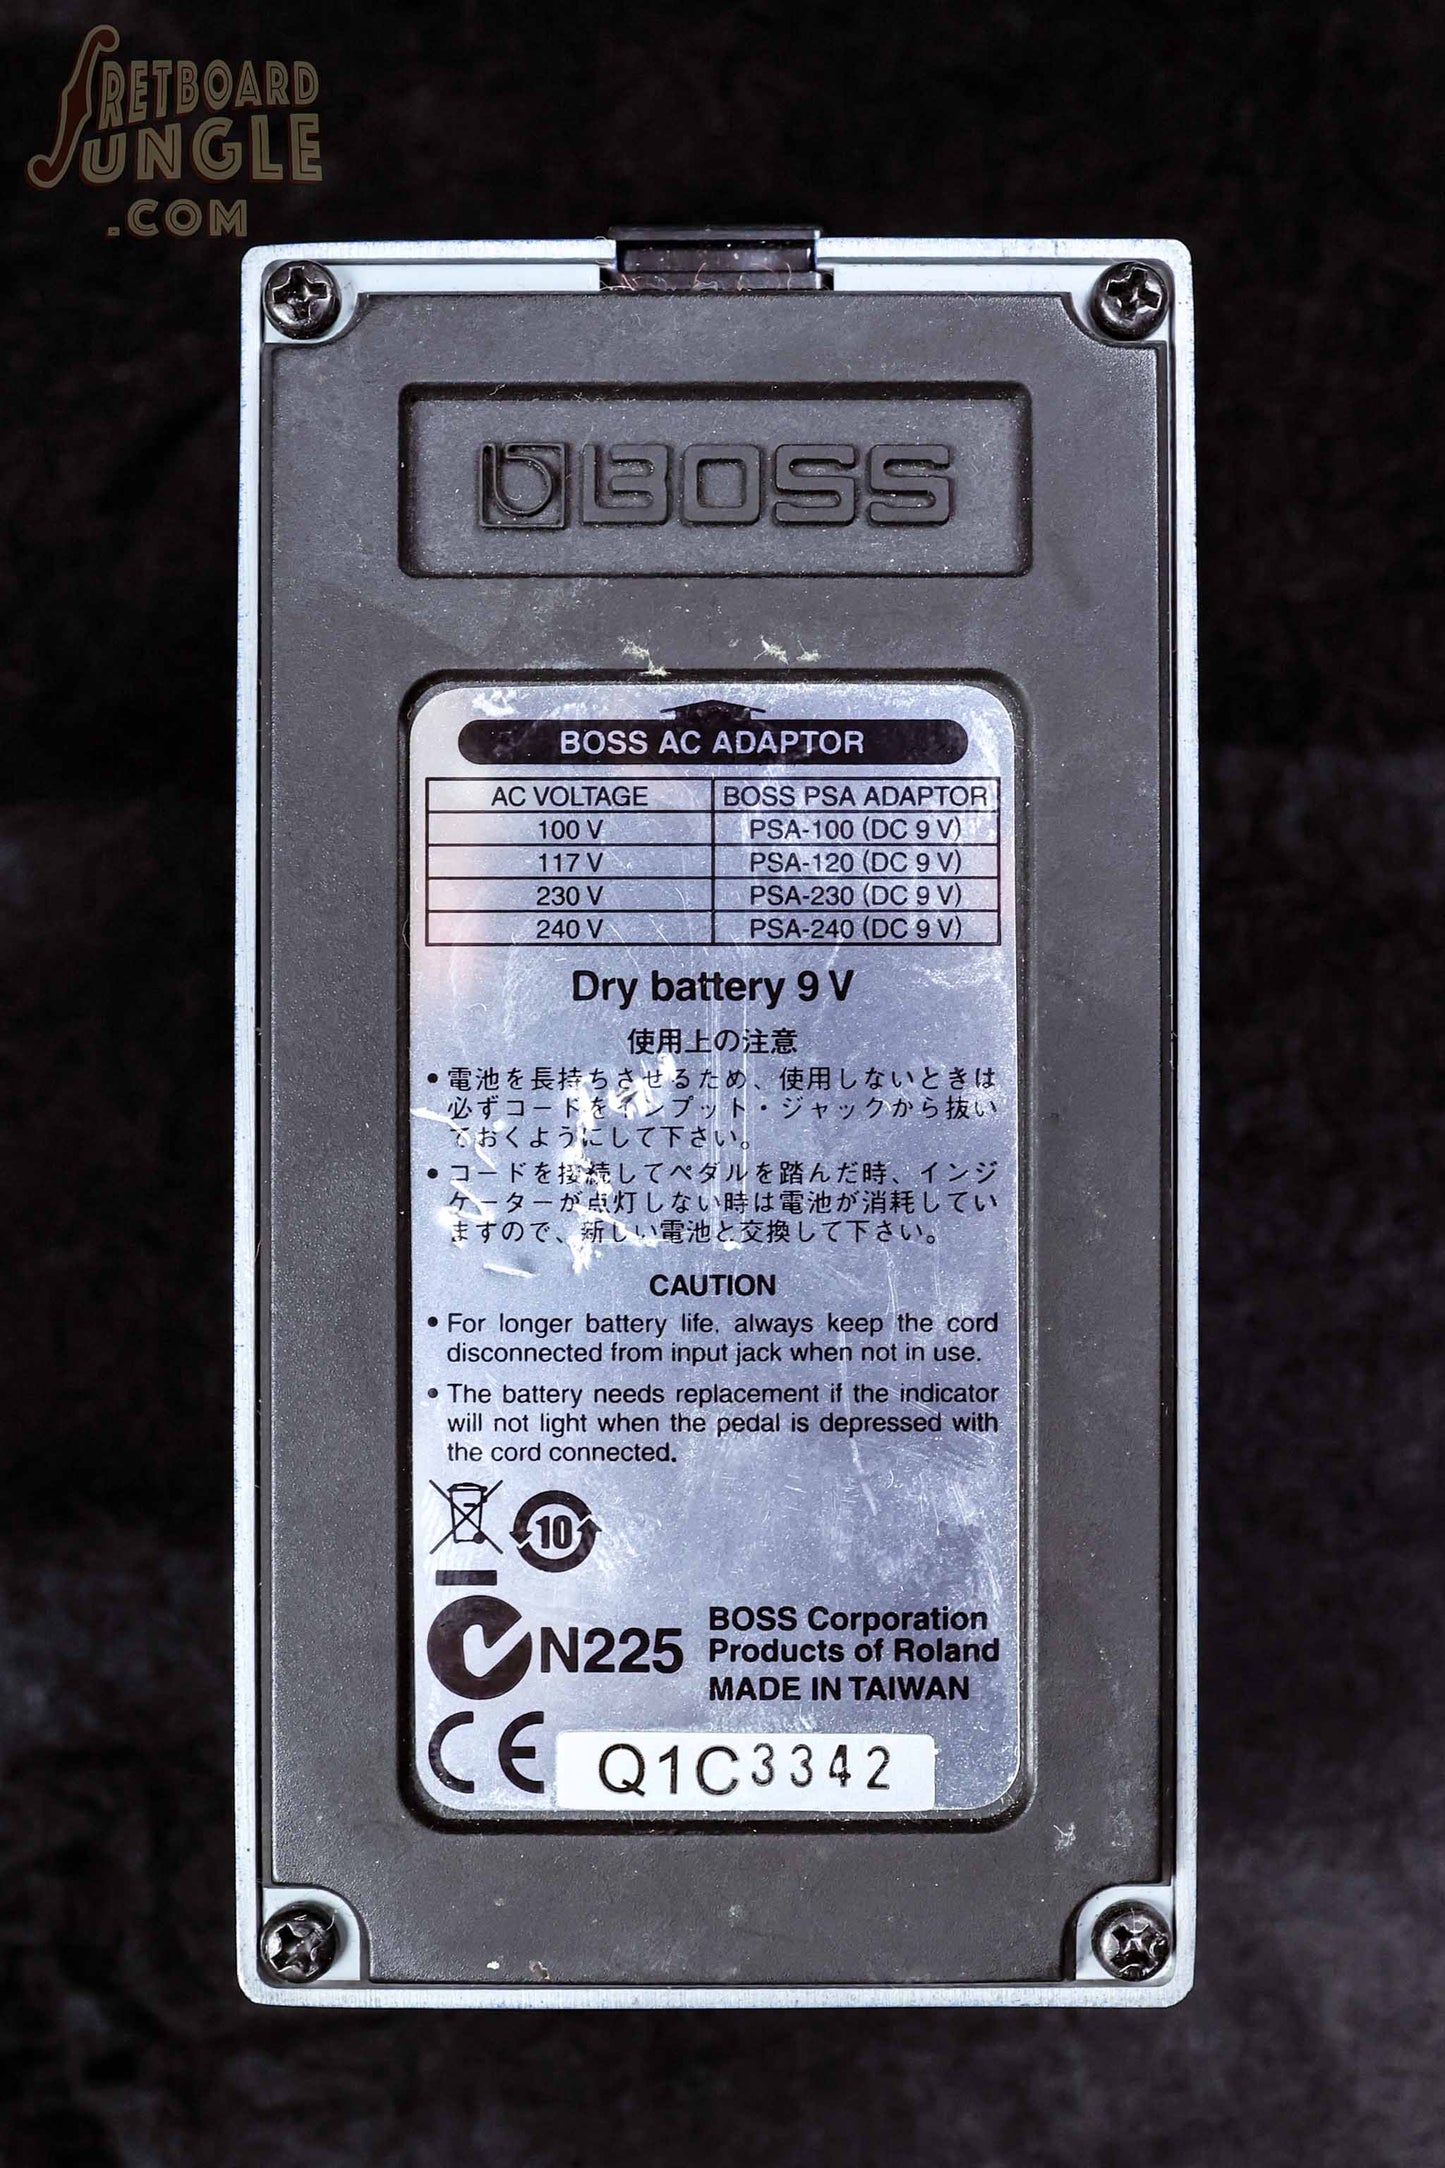 FRETBOARD
JUNGLE
.COM
BOSS
BOSS AC ADAPTOR
AC VOLTAGE BOSS PSA ADAPTOR
100 V PSA-100 (DC 9 V)
117 V PSA-120 (DC 9 V)
230 V PSA-230 (DC 9 V)
240 V PSA-240 (DC 9 V)
Dry battery 9 V
使用上の注意
• 電池を長持ちさせるため、使用しないときは
必ずコードをインプット・ジャックから抜い
ておくようにして下さい。
• コードを接続してペダルを踏んだ時、インジ
ケーターが点灯しない時は電池が消耗してい
ますので、新しい電池と交換して下さい。
CAUTION
• For longer battery life, always keep the cord
disconnected from input jack when not in use.
• The battery needs replacement if the indicator
will not light when the pedal is depressed with
the cord connected.
10
N225
BOSS Corporation
Products of Roland
MADE IN TAIWAN
CE
Q1C3342